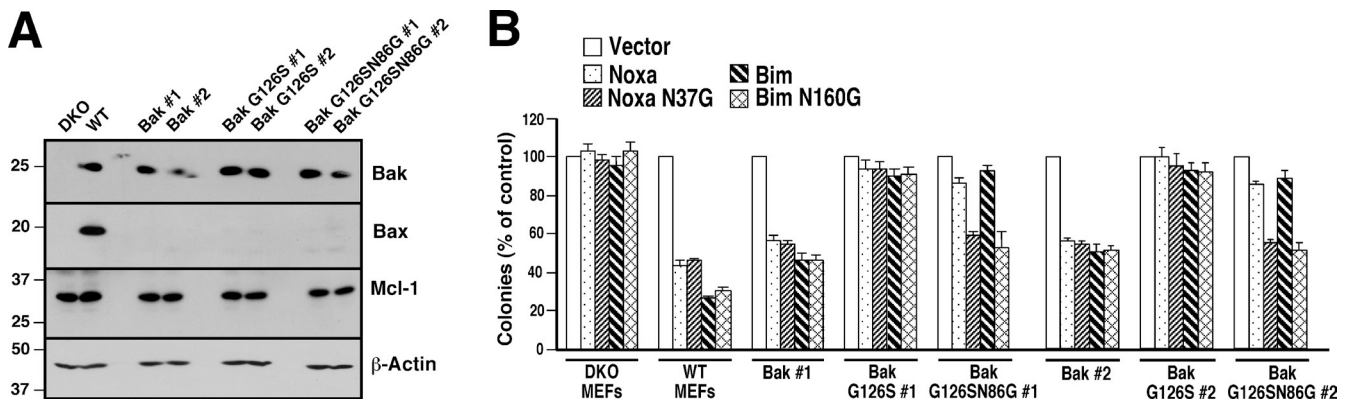 A
DKO
WT
Bak #1
Bak #2
Bak G126S #1
Bak G126S #2
Bak G126SN86G #1
Bak G126SN86G #2
25
Bak
20
Bax
37
Mcl-1
25
50
β-Actin
37
B
Vector
Noxa
Bim
Noxa N37G
Bim N160G
Colonies (% of control)
120
100
80
60
40
20
0
DKO
MEFs
WT
MEFs
Bak #1
Bak
G126S #1
Bak
G126SN86G #1
Bak #2
Bak
G126S #2
Bak
G126SN86G #2